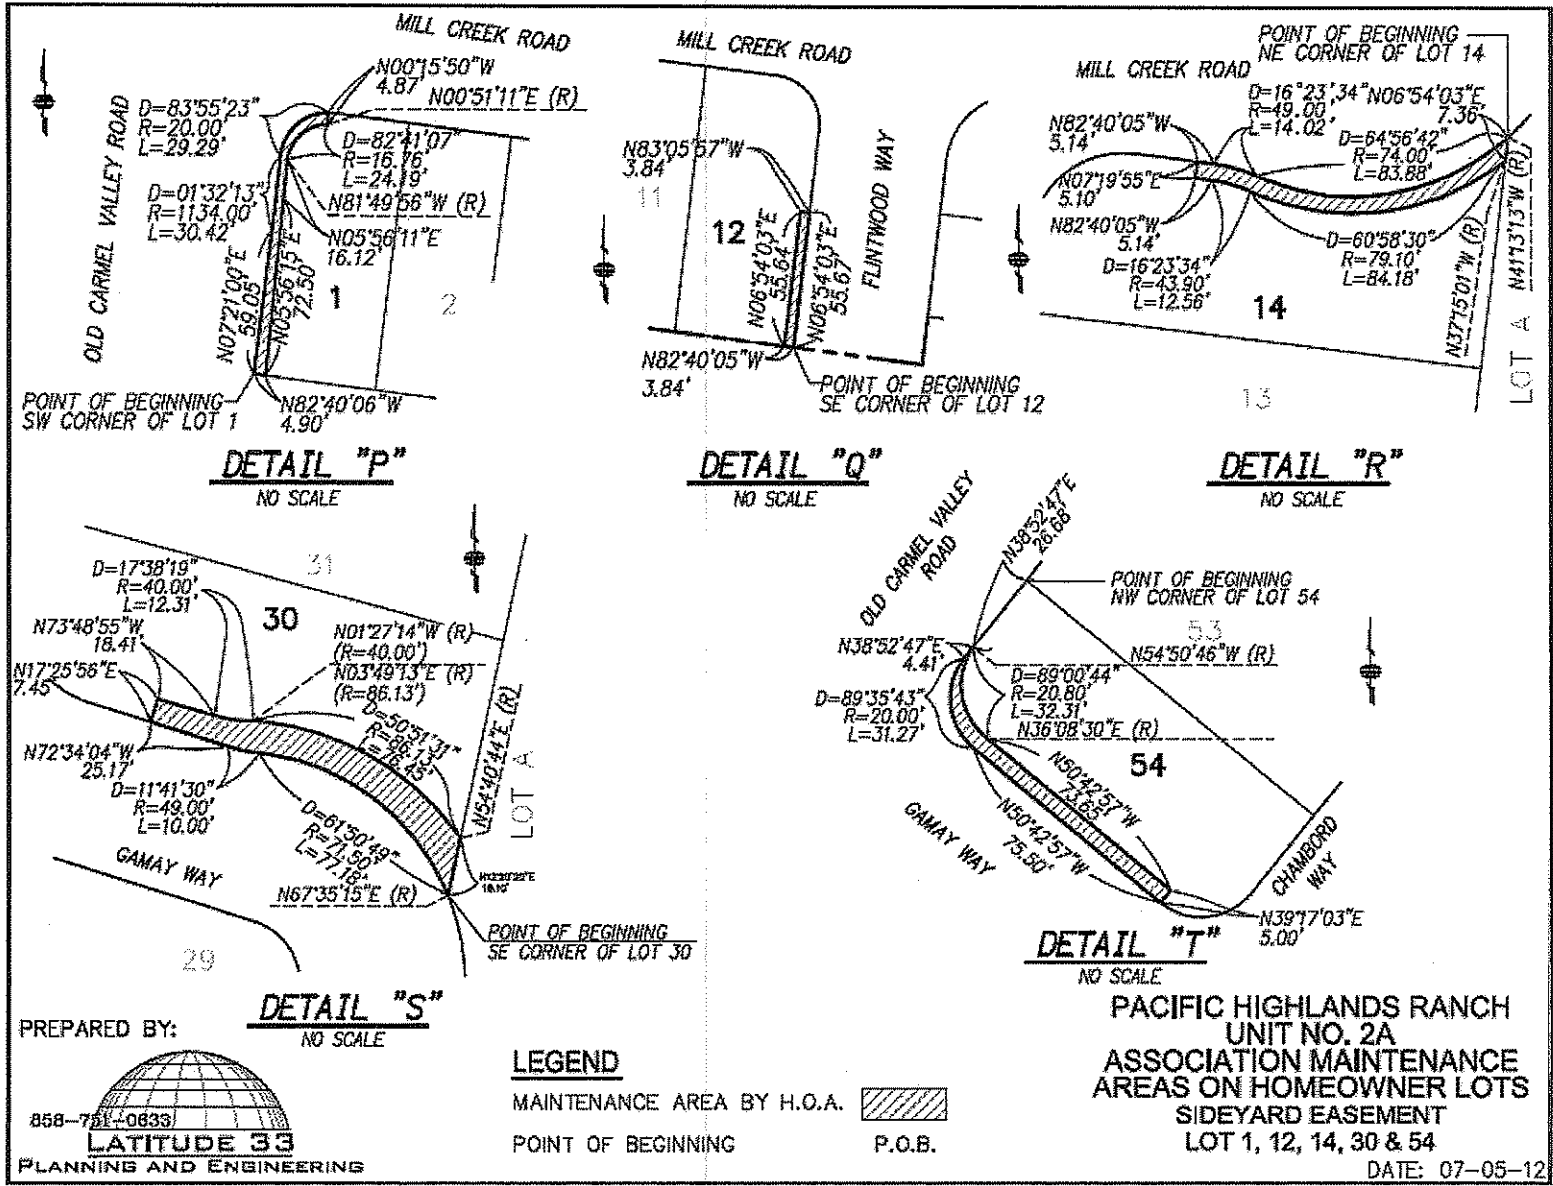 MILL CREEK ROAD
OLD CARMEL VALLEY ROAD
N00°15'50"W
4.87'
N00°51'11"E (R)
D=83°55'23"
R=20.00'
L=29.29'
D=82°41'07"
R=16.76'
L=24.19'
D=01°32'13"
R=1134.00'
L=30.42'
N81°49'56"W (R)
N05°56'11"E
16.12'
N07°21'00"E
59.05'
N05°56'15"E
72.50'
1
2
POINT OF BEGINNING
SW CORNER OF LOT 1
N82°40'06"W
4.90'
DETAIL "P"
NO SCALE
MILL CREEK ROAD
N83°05'57"W
3.84'
11
12
FLINTWOOD WAY
N06°54'03"E
55.64'
N06°54'03"E
55.67'
N82°40'05"W
3.84'
POINT OF BEGINNING
SE CORNER OF LOT 12
DETAIL "Q"
NO SCALE
POINT OF BEGINNING
NE CORNER OF LOT 14
MILL CREEK ROAD
D=16°23'34"
R=49.00'
L=14.02'
N06°54'03"E
7.36'
N82°40'05"W
5.14'
D=64°56'42"
R=74.00'
L=83.88'
N07°19'55"E
5.10'
N82°40'05"W
5.14'
D=16°23'34"
R=43.90'
L=12.56'
D=60°58'30"
R=79.10'
L=84.18'
14
13
N37°15'01"W (R)
N41°13'13"W (R)
LOT A
DETAIL "R"
NO SCALE
31
D=17°38'19"
R=40.00'
L=12.31'
30
N73°48'55"W
18.41'
N01°27'14"W (R)
(R=40.00')
N03°49'13"E (R)
(R=86.13')
N17°25'56"E
7.45'
D=50°51'31"
R=86.13'
L=76.45'
N54°40'44"E (R)
LOT A
N72°34'04"W
25.17'
D=11°41'30"
R=49.00'
L=10.00'
D=61°50'49"
R=71.50'
L=77.18'
N67°35'15"E (R)
GAMAY WAY
29
POINT OF BEGINNING
SE CORNER OF LOT 30
DETAIL "S"
NO SCALE
OLD CARMEL VALLEY
ROAD
N38°52'47"E
26.68'
POINT OF BEGINNING
NW CORNER OF LOT 54
53
N38°52'47"E
4.41'
N54°50'46"W (R)
D=89°00'44"
R=20.80'
L=32.31'
D=89°35'43"
R=20.00'
L=31.27'
N36°08'30"E (R)
54
N50°42'57"W
73.65'
N50°42'57"W
75.50'
GAMAY WAY
CHAMBORD
WAY
N39°17'03"E
5.00'
DETAIL "T"
NO SCALE
PREPARED BY:
858-751-0633
LATITUDE 33
PLANNING AND ENGINEERING
LEGEND
MAINTENANCE AREA BY H.O.A.
POINT OF BEGINNING P.O.B.
PACIFIC HIGHLANDS RANCH
UNIT NO. 2A
ASSOCIATION MAINTENANCE
AREAS ON HOMEOWNER LOTS
SIDEYARD EASEMENT
LOT 1, 12, 14, 30 & 54
DATE: 07-05-12